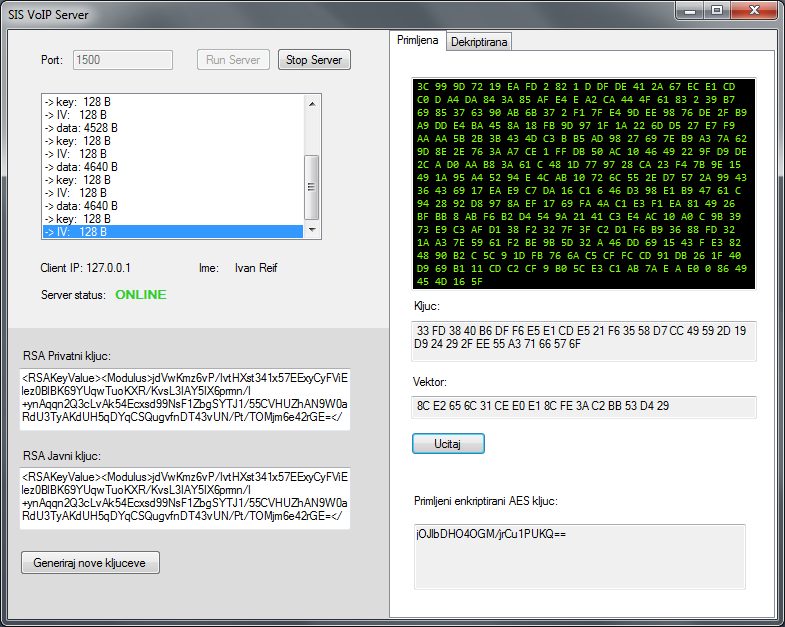 SIS VoIP Server
Port: 1500 Run Server Stop Server
-> key: 128 B
-> IV: 128 B
-> data: 4528 B
-> key: 128 B
-> IV: 128 B
-> data: 4640 B
-> key: 128 B
-> IV: 128 B
-> data: 4640 B
-> key: 128 B
-> IV: 128 B
Client IP: 127.0.0.1 Ime: Ivan Reif
Server status: ONLINE
RSA Privatni kljuc:
<RSAKeyValue><Modulus>jdVwKmz6vP/IvtHXst341x57EExyCyFViE
lez0BlBK69YUqwTuoKXR/KvsL3IAY5IX6prmn/I
+ynAqqn2Q3cLvAk54Ecxsd99NsF1ZbgSYTJ1/55CVHUZhAN9W0a
RdU3TyAKdUH5qDYqCSQugvfnDT43vUN/Pt/TOMjm6e42rGE=</
RSA Javni kljuc:
<RSAKeyValue><Modulus>jdVwKmz6vP/IvtHXst341x57EExyCyFViE
lez0BlBK69YUqwTuoKXR/KvsL3IAY5IX6prmn/I
+ynAqqn2Q3cLvAk54Ecxsd99NsF1ZbgSYTJ1/55CVHUZhAN9W0a
RdU3TyAKdUH5qDYqCSQugvfnDT43vUN/Pt/TOMjm6e42rGE=</
Generiraj nove kljuceve
Primljena Dekriptirana
3C 99 9D 72 19 EA FD 2 82 1 D DF DE 41 2A 67 EC E1 CD
C0 D A4 DA 84 3A 85 AF E4 E A2 CA 44 4F 61 83 2 39 B7
69 85 37 63 90 AB 6B 37 2 F1 7F E4 9D EE 98 76 DE 2F B9
A9 DD E4 BA 45 8A 18 FB 9D 97 1F 1A 22 6D D5 27 E7 F9
AA AA 5B 2B 3B 43 4D C3 B B5 AD 98 27 69 7E B9 A3 7A 62
9D 8E 2E 76 3A A7 CE 1 FF DB 50 AC 10 46 49 22 9F D9 DE
2C A D0 AA B8 3A 61 C 48 1D 77 97 28 CA 23 F4 7B 9E 15
49 1A 95 A4 52 94 E 4C AB 10 72 6C 55 2E D7 57 2A 99 43
36 43 69 17 EA E9 C7 DA 16 C1 6 46 D3 98 E1 B9 47 61 C
94 28 92 D8 97 8A EF 17 69 FA 4A C1 E3 F1 EA 81 49 26
BF BB 8 AB F6 B2 D4 54 9A 21 41 C3 E4 AC 10 A0 C 9B 39
73 E9 C3 AF D1 38 F2 32 7F 3F C2 D1 F6 B9 36 88 FD 32
1A A3 7E 59 61 F2 BE 9B 5D 32 A 46 DD 69 15 43 F E3 82
48 90 B2 C 5C 9 1D FB 76 6A C5 CF FC CD 91 DB 26 1F 40
D9 69 B1 11 CD C2 CF 9 B0 5C E3 C1 AB 7A E A E0 0 86 49
45 4D 16 5F
Kljuc:
33 FD 38 40 B6 DF F6 E5 E1 CD E5 21 F6 35 58 D7 CC 49 59 2D 19
D9 24 29 2F EE 55 A3 71 66 57 6F
Vektor:
8C E2 65 6C 31 CE E0 E1 8C FE 3A C2 BB 53 D4 29
Ucitaj
Primljeni enkriptirani AES kljuc:
jOJlbDHO4OGM/jrCu1PUKQ==